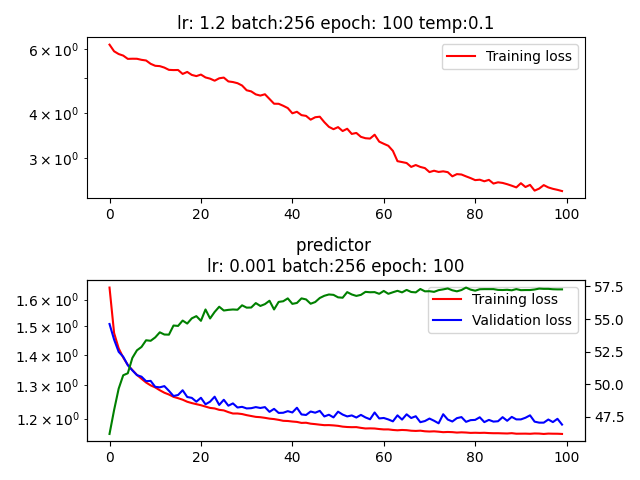 lr: 1.2 batch:256 epoch: 100 temp:0.1
6 × 10⁰
4 × 10⁰
3 × 10⁰
Training loss
0 20 40 60 80 100
predictor
lr: 0.001 batch:256 epoch: 100
1.6 × 10⁰
1.5 × 10⁰
1.4 × 10⁰
1.3 × 10⁰
1.2 × 10⁰
Training loss
Validation loss
57.5
55.0
52.5
50.0
47.5
0 20 40 60 80 100